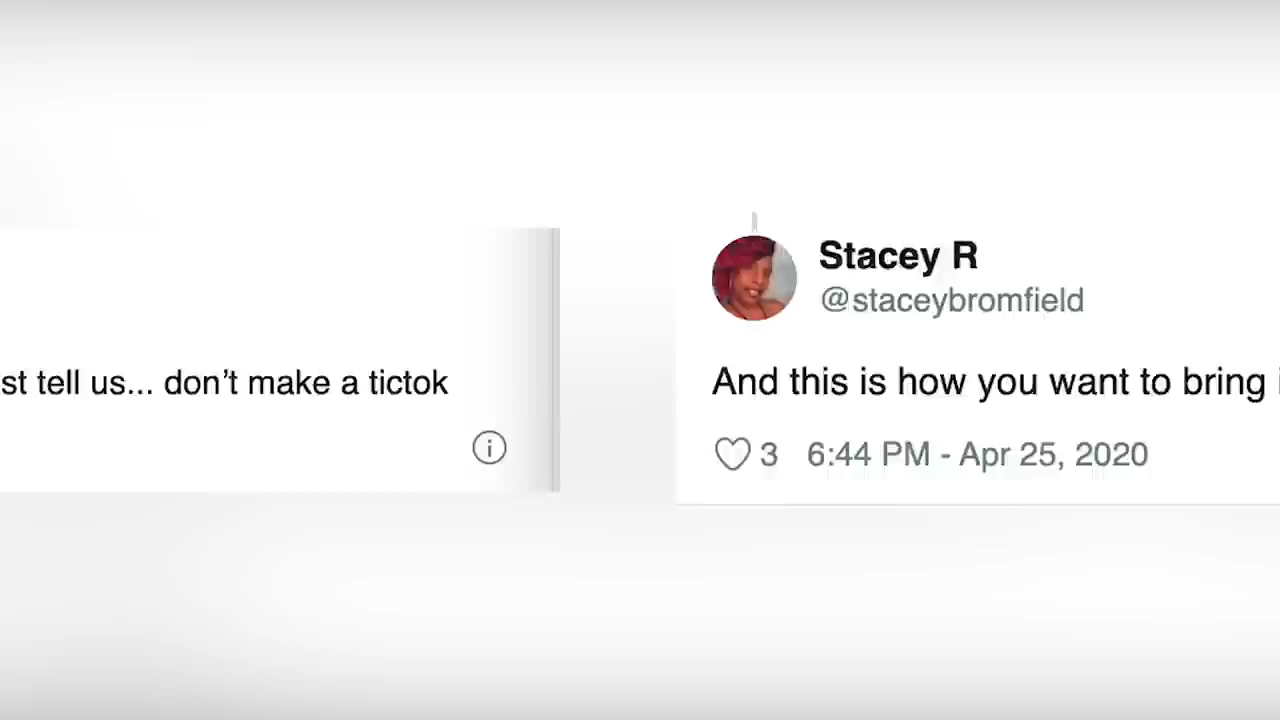 st tell us... don't make a tictok
Stacey R
@staceybromfield
And this is how you want to bring
3 6:44 PM - Apr 25, 2020